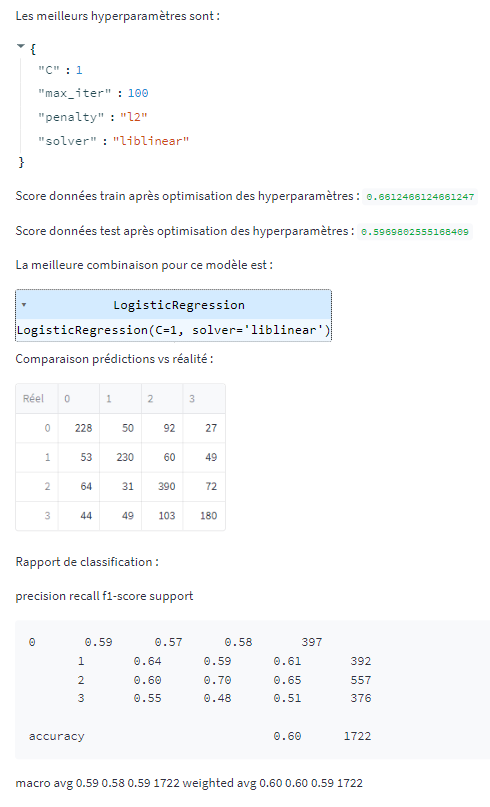 Les meilleurs hyperparamètres sont :
{
"C" : 1
"max_iter" : 100
"penalty" : "l2"
"solver" : "liblinear"
}
Score données train après optimisation des hyperparamètres : 0.6612466124661247
Score données test après optimisation des hyperparamètres : 0.5969802555168409
La meilleure combinaison pour ce modèle est :
LogisticRegression
LogisticRegression(C=1, solver='liblinear')
Comparaison prédictions vs réalité :
Réel 0 1 2 3
0 228 50 92 27
1 53 230 60 49
2 64 31 390 72
3 44 49 103 180
Rapport de classification :
precision recall f1-score support
0 0.59 0.57 0.58 397
1 0.64 0.59 0.61 392
2 0.60 0.70 0.65 557
3 0.55 0.48 0.51 376
accuracy 0.60 1722
macro avg 0.59 0.58 0.59 1722 weighted avg 0.60 0.60 0.59 1722